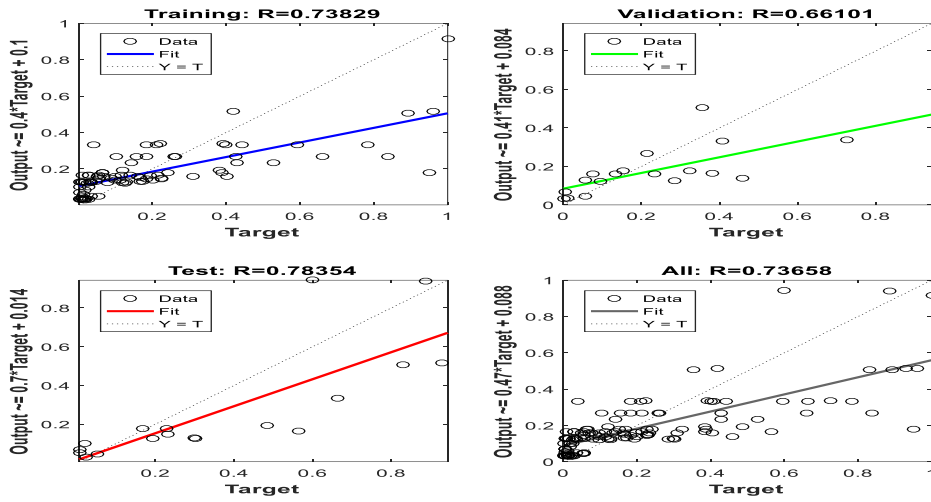 Training: R=0.73829
Output ~= 0.4*Target + 0.1
1
0.8
0.6
0.4
0.2
Data
Fit
Y = T
0.2
0.4
0.6
0.8
1
Target
Validation: R=0.66101
Output ~= 0.41*Target + 0.084
0.8
0.6
0.4
0.2
0
Data
Fit
Y = T
0
0.2
0.4
0.6
0.8
Target
Test: R=0.78354
Output ~= 0.7*Target + 0.014
0.8
0.6
0.4
0.2
Data
Fit
Y = T
0.2
0.4
0.6
0.8
Target
All: R=0.73658
Output ~= 0.47*Target + 0.088
1
0.8
0.6
0.4
0.2
0
Data
Fit
Y = T
0
0.2
0.4
0.6
0.8
1
Target